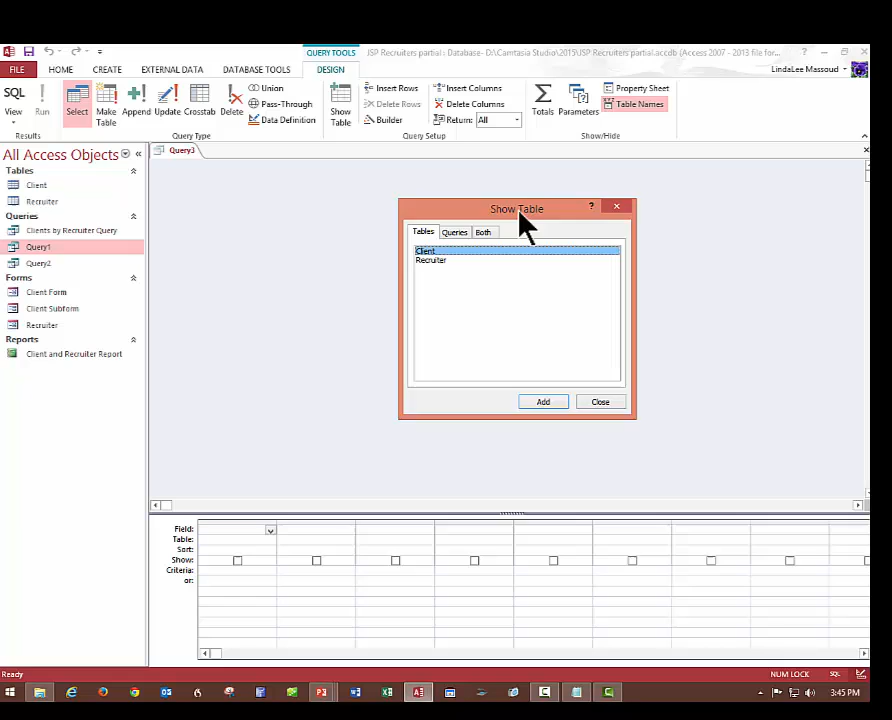 QUERY TOOLS
JSP Recruiters partial : Database- D:\Camtasia Studio\2015\JSP Recruiters partial.accdb (Access 2007 - 2013 file for...
FILE HOME CREATE EXTERNAL DATA DATABASE TOOLS DESIGN LindaLee Massoud
SQL
View
Run
Select
Make Table
Append
Update
Crosstab
Delete
Union
Pass-Through
Data Definition
Show Table
Insert Rows
Delete Rows
Builder
Insert Columns
Delete Columns
Return: All
Totals
Parameters
Property Sheet
Table Names
Results
Query Type
Query Setup
Show/Hide
All Access Objects
Tables
Client
Recruiter
Queries
Clients by Recruiter Query
Query1
Query2
Forms
Client Form
Client Subform
Recruiter
Reports
Client and Recruiter Report
Query3
Show Table
Tables Queries Both
Client
Recruiter
Add Close
Field:
Table:
Sort:
Show:
Criteria:
or:
Ready
NUM LOCK
SQL
3:45 PM